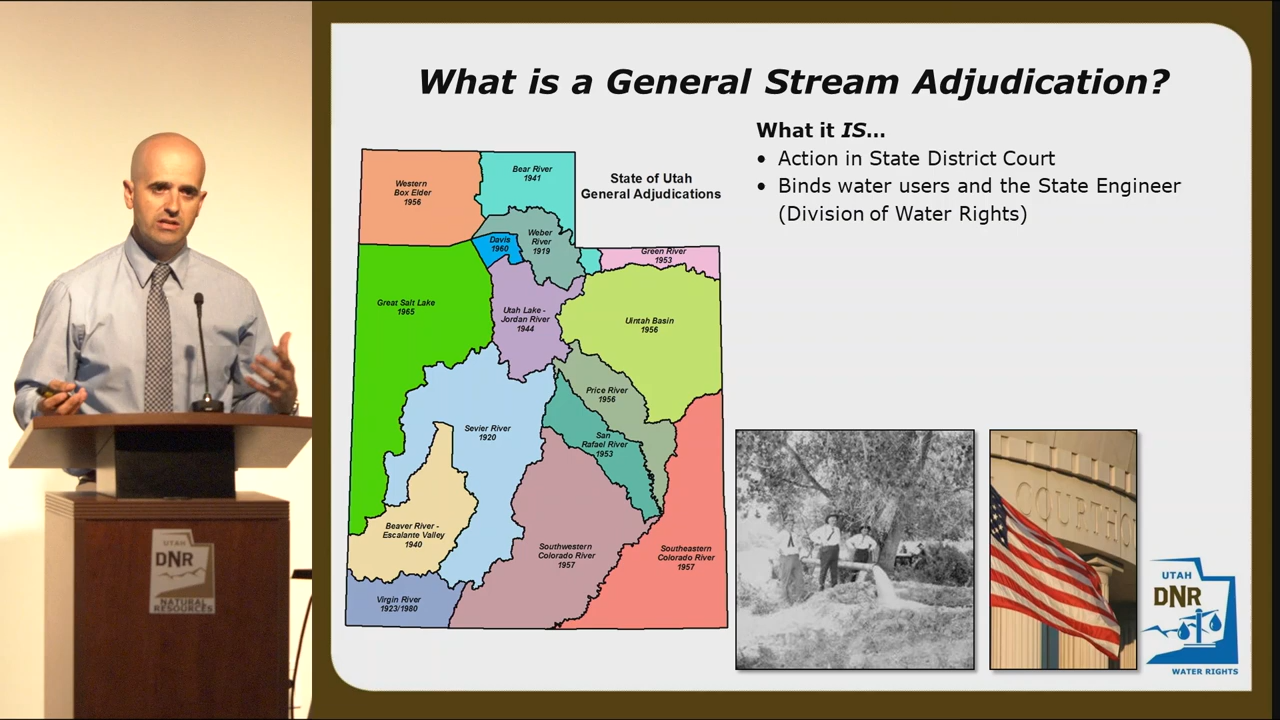 What is a General Stream Adjudication?
What it IS...
• Action in State District Court
• Binds water users and the State Engineer
(Division of Water Rights)
State of Utah
General Adjudications
Western
Box Elder
1956
Bear River
1941
Weber
River
1919
Davis
1960
Green River
1953
Great Salt Lake
1965
Utah Lake -
Jordan River
1944
Uintah Basin
1956
Price River
1956
San
Rafael River
1953
Sevier River
1920
Beaver River -
Escalante Valley
1940
Southwestern
Colorado River
1957
Southeastern
Colorado River
1957
Virgin River
1923/1980
COURTHO
UTAH
DNR
WATER RIGHTS
UTAH
DNR
NATURAL
RESOURCES